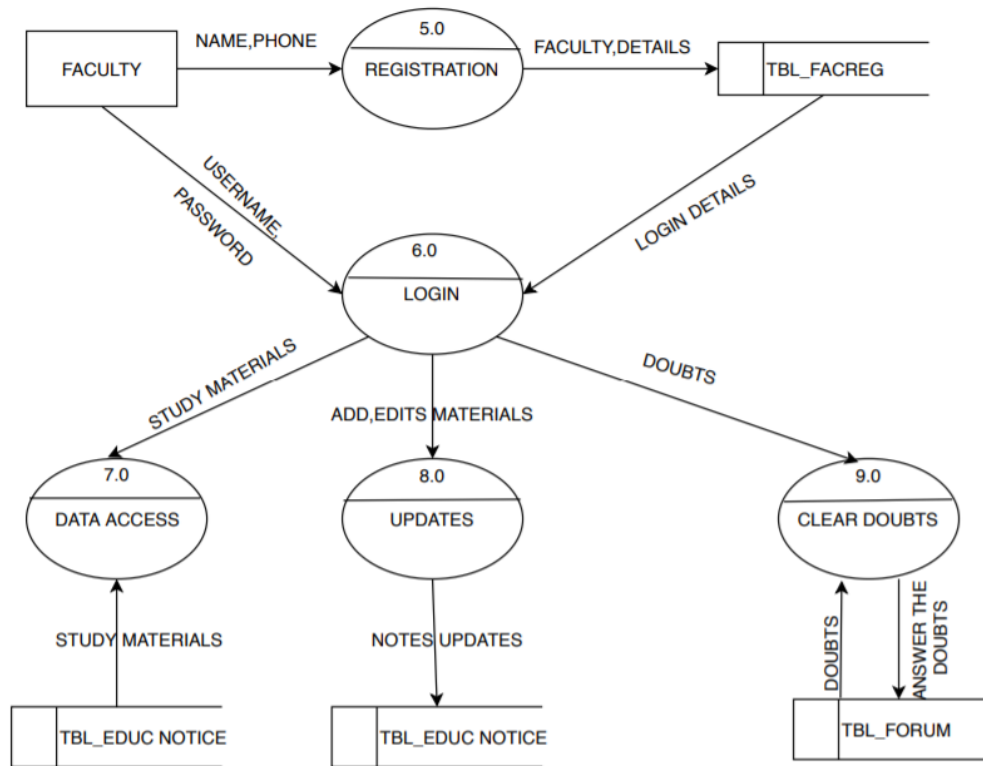 5.0
NAME,PHONE
FACULTY,DETAILS
FACULTY
REGISTRATION
TBL_FACREG
USERNAME,
PASSWORD
LOGIN DETAILS
6.0
LOGIN
STUDY MATERIALS
ADD,EDITS MATERIALS
DOUBTS
7.0
DATA ACCESS
8.0
UPDATES
9.0
CLEAR DOUBTS
STUDY MATERIALS
NOTES UPDATES
DOUBTS
ANSWER THE
DOUBTS
TBL_EDUC NOTICE
TBL_EDUC NOTICE
TBL_FORUM